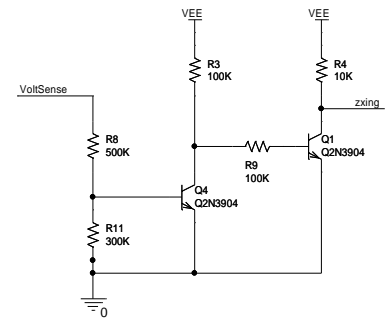 VEE
VEE
R3
100K
R4
10K
VoltSense
zxing
R8
500K
Q1
Q2N3904
R9
100K
Q4
Q2N3904
R11
300K
0